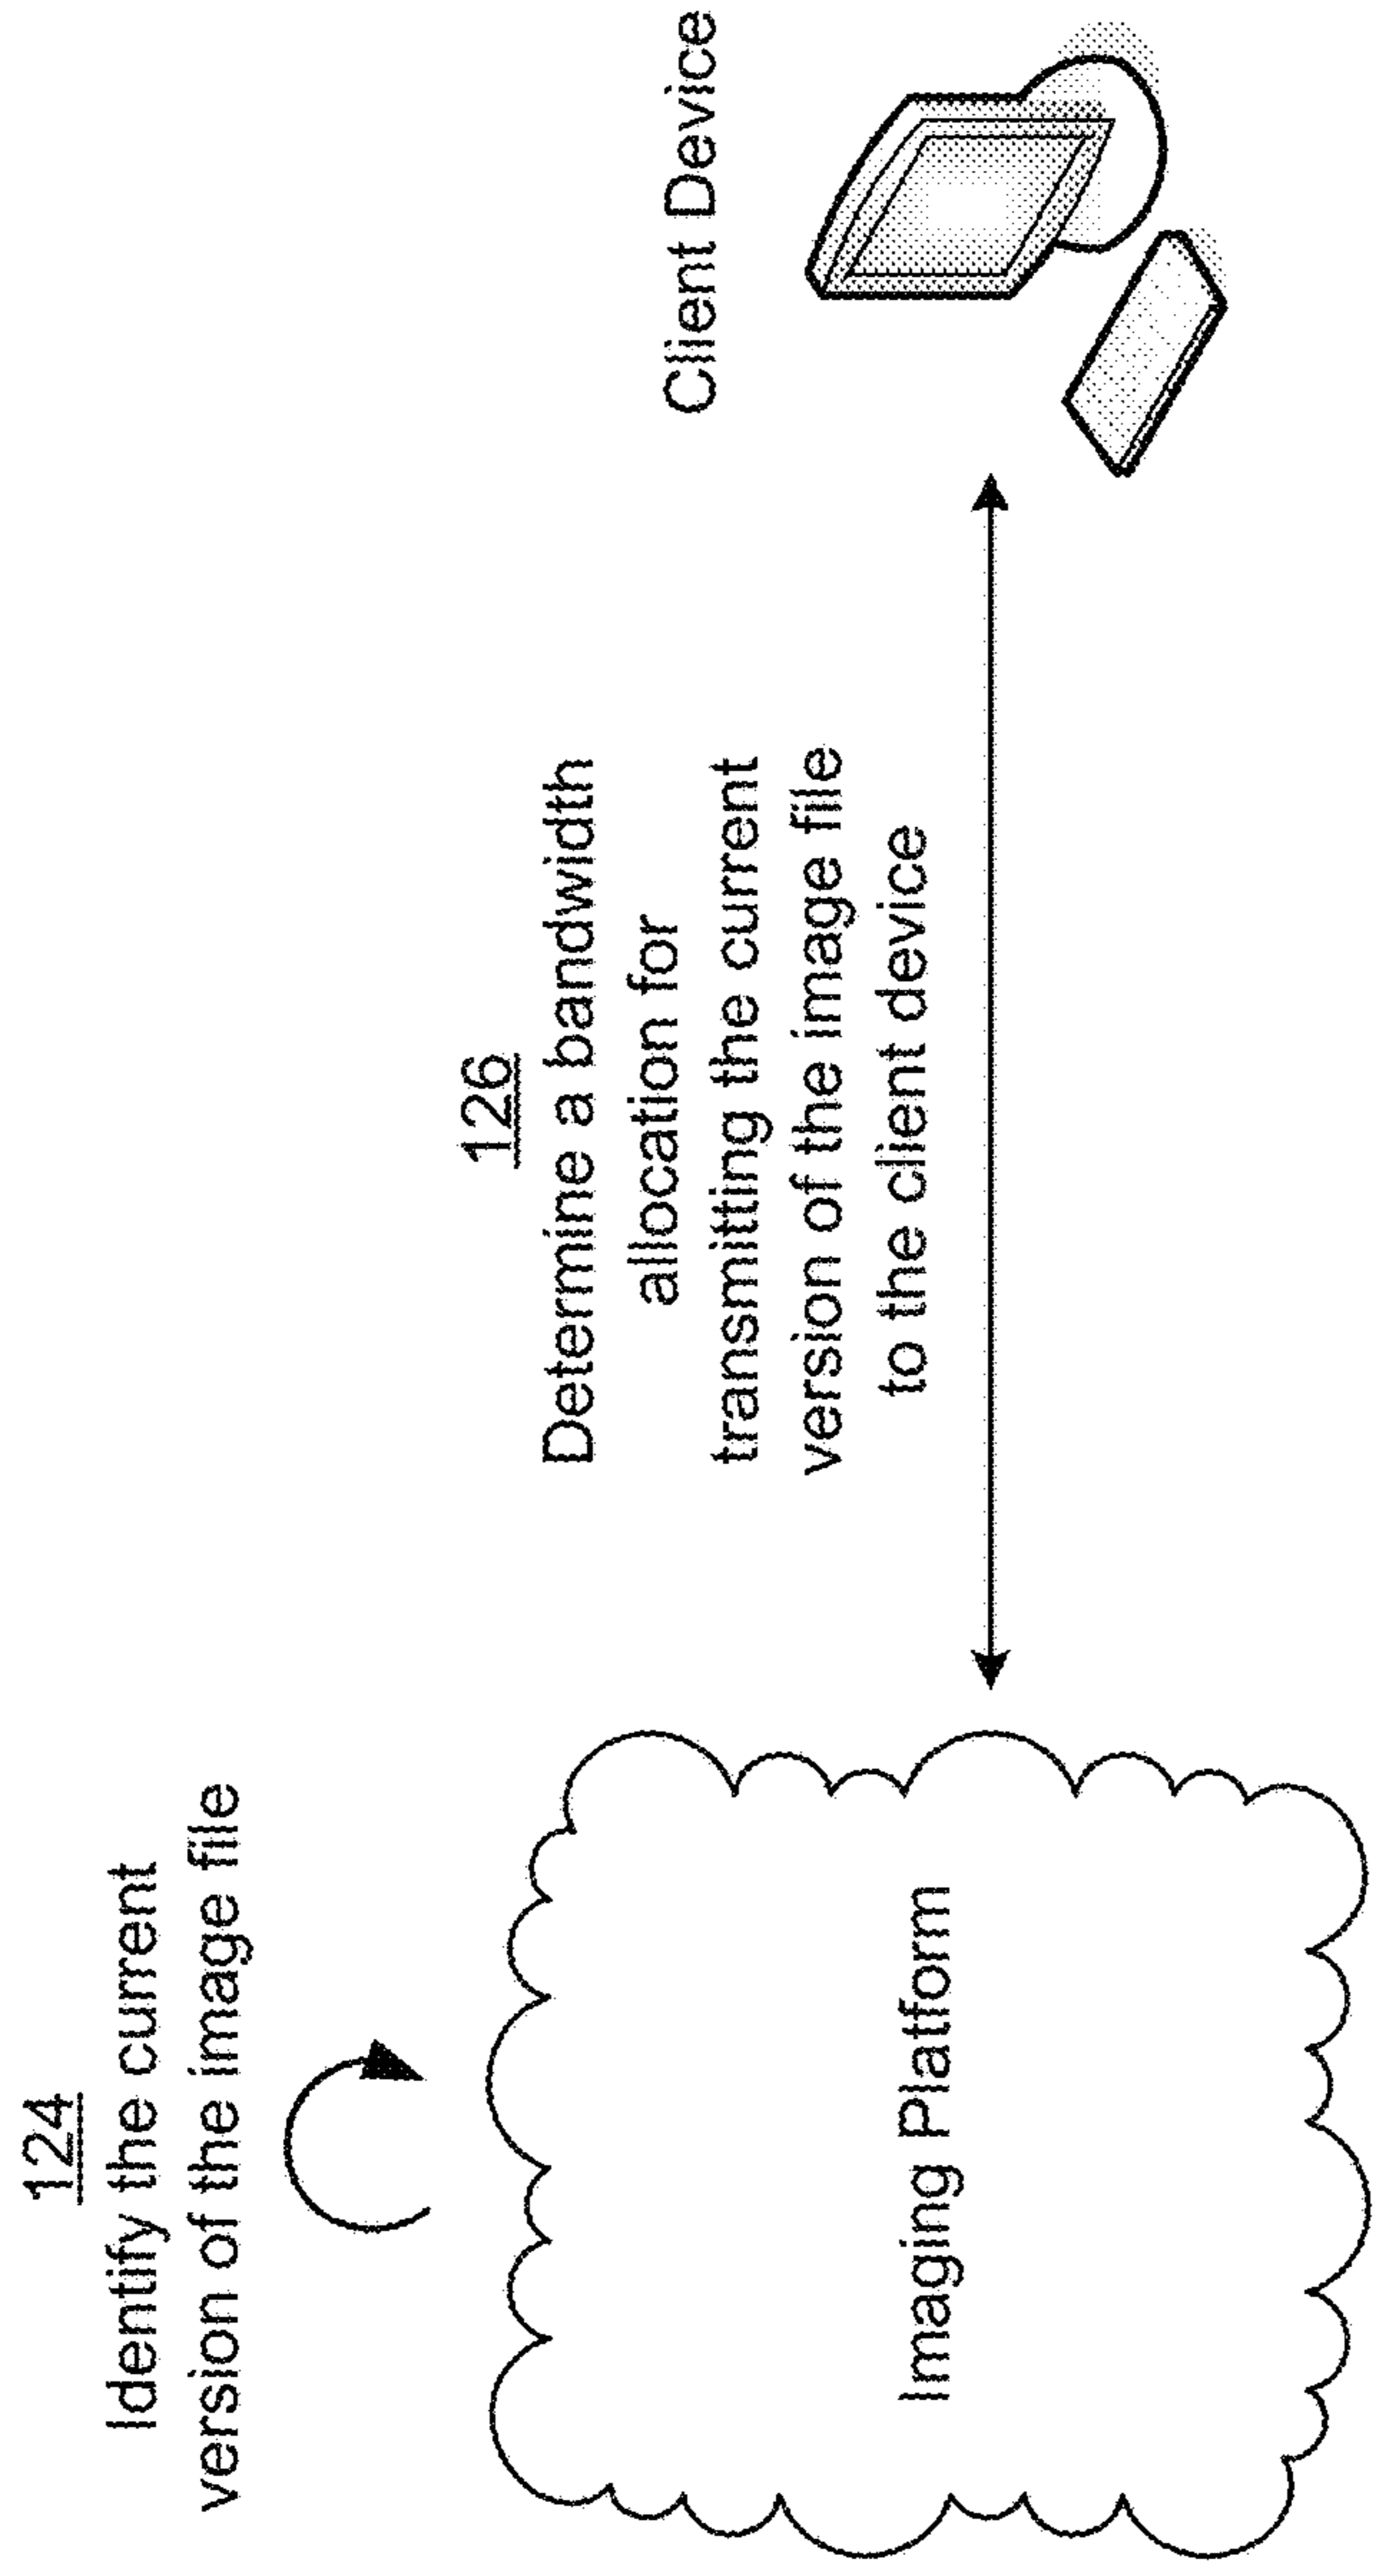 124
Identify the current
version of the image file
Imaging Platform
126
Determine a bandwidth
allocation for
transmitting the current
version of the image file
to the client device
Client Device